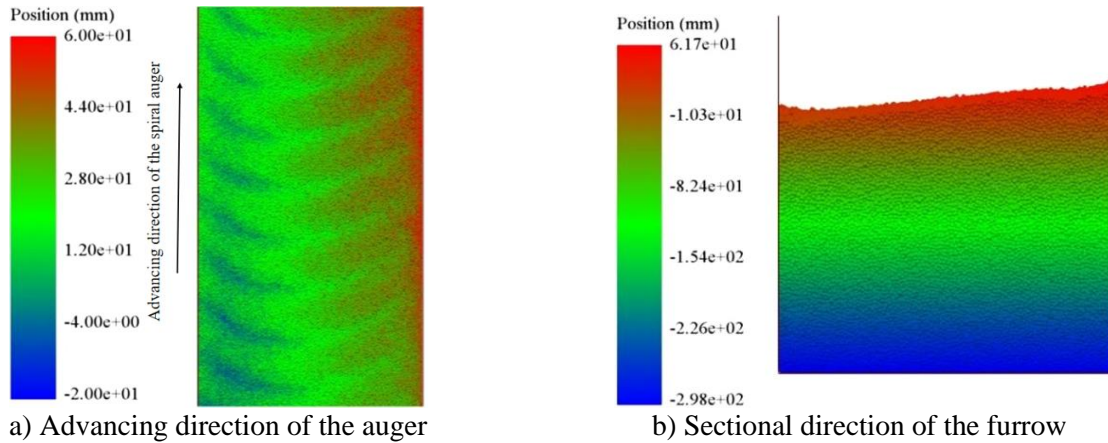 Position (mm)
6.00e+01
4.40e+01
2.80e+01
1.20e+01
-4.00e+00
-2.00e+01
Advancing direction of the spiral auger
a) Advancing direction of the auger
Position (mm)
6.17e+01
-1.03e+01
-8.24e+01
-1.54e+02
-2.26e+02
-2.98e+02
b) Sectional direction of the furrow